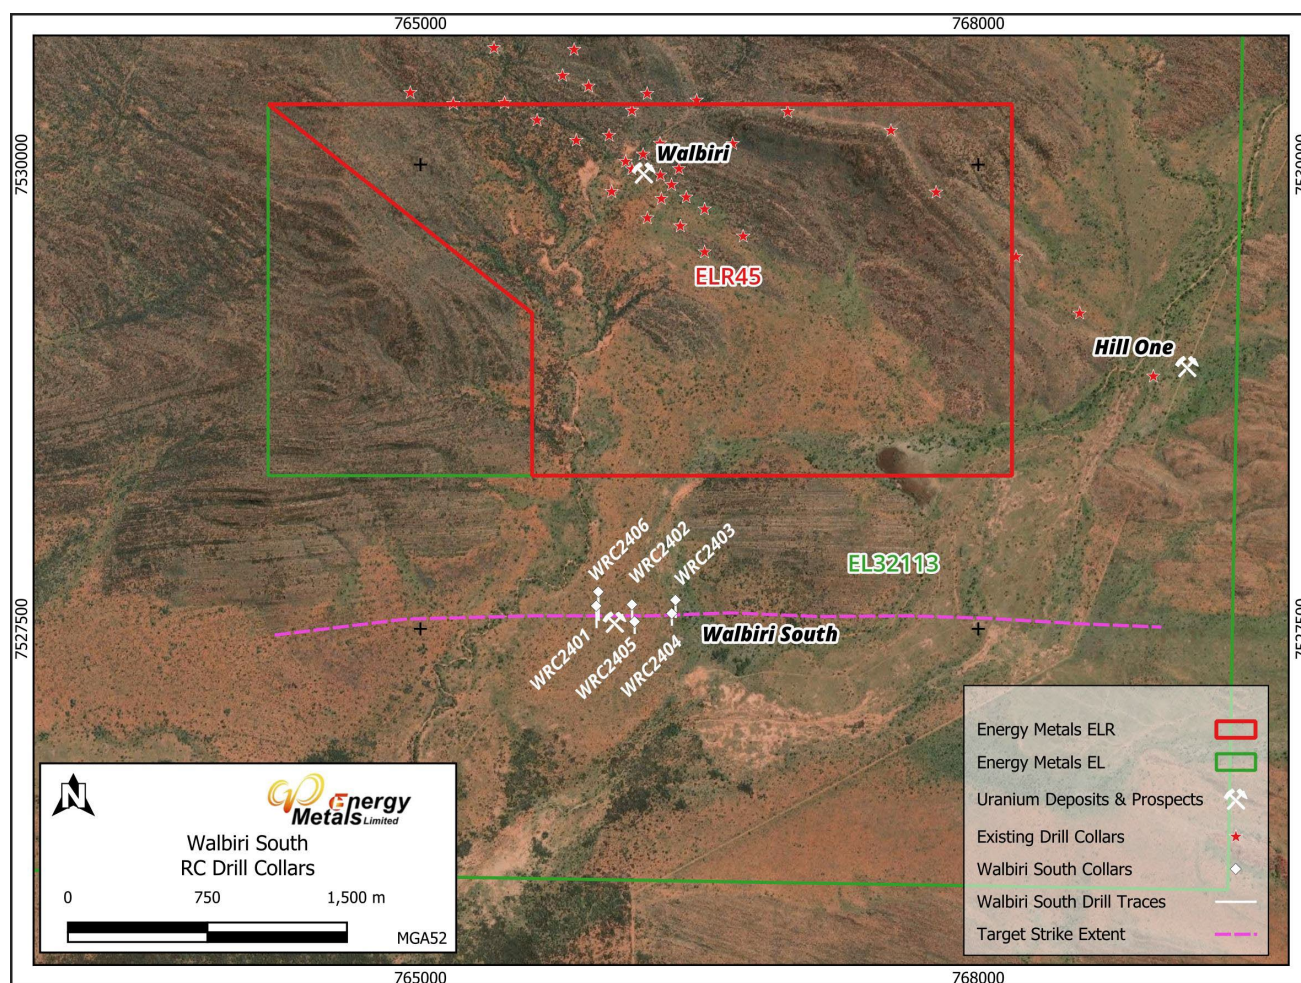 765000
768000
7530000
7530000
Walbiri
ELR45
Hill One
WRC2406
WRC2402
WRC2403
EL32113
7527500
7527500
Walbiri South
WRC2401
WRC2405
WRC2404
Energy Metals ELR
Energy Metals EL
Uranium Deposits & Prospects
Existing Drill Collars
Walbiri South Collars
Walbiri South Drill Traces
Target Strike Extent
N
Energy
Metals Limited
Walbiri South
RC Drill Collars
0 750 1,500 m
MGA52
765000
768000